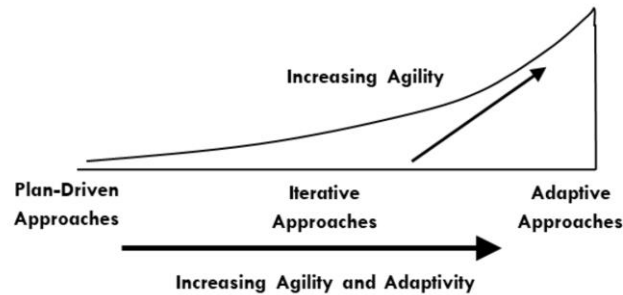 Increasing Agility
Plan-Driven
Approaches
Iterative
Approaches
Adaptive
Approaches
Increasing Agility and Adaptivity